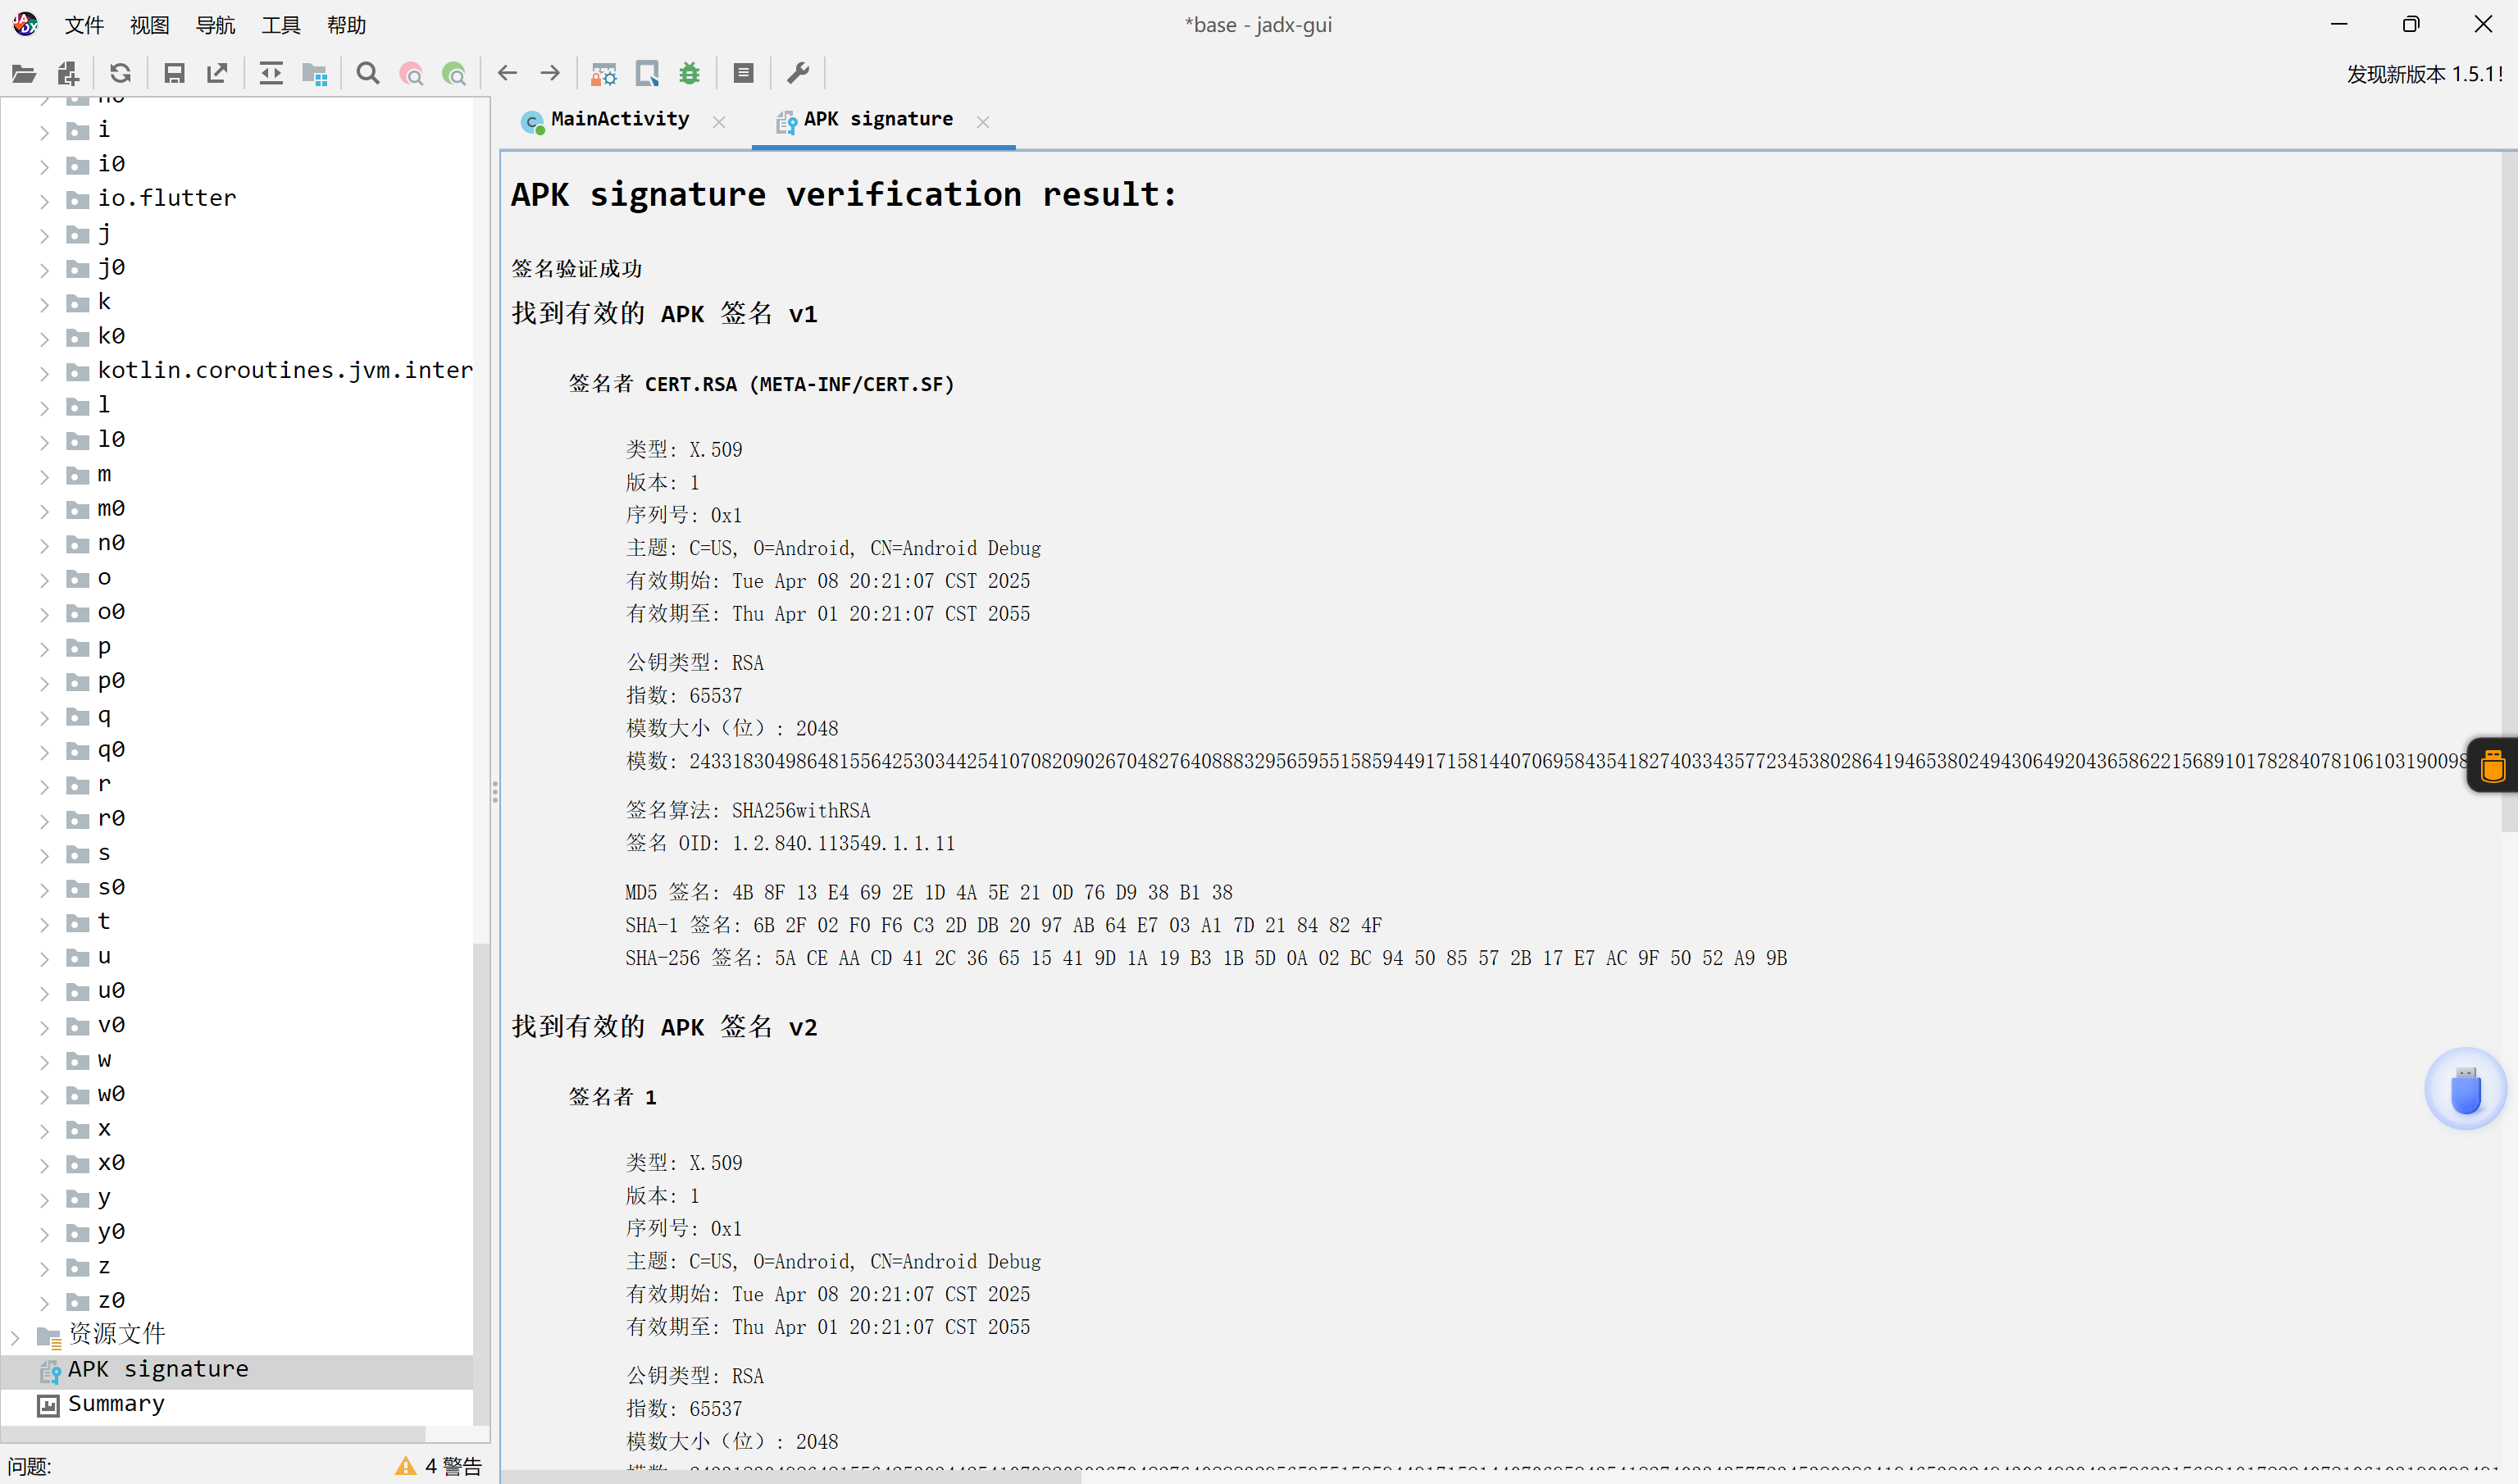 文件 视图 导航 工具 帮助
*base - jadx-gui
发现新版本 1.5.1!
i
i0
io.flutter
j
j0
k
k0
kotlin.coroutines.jvm.inter
l
l0
m
m0
n0
o
o0
p
p0
q
q0
r
r0
s
s0
t
u
u0
v0
w
w0
x
x0
y
y0
z
z0
资源文件
APK signature
Summary
问题:
4 警告
MainActivity
APK signature
APK signature verification result:
签名验证成功
找到有效的 APK 签名 v1
签名者 CERT.RSA (META-INF/CERT.SF)
类型: X.509
版本: 1
序列号: 0x1
主题: C=US, O=Android, CN=Android Debug
有效期始: Tue Apr 08 20:21:07 CST 2025
有效期至: Thu Apr 01 20:21:07 CST 2055
公钥类型: RSA
指数: 65537
模数大小（位）: 2048
模数: 2433183049864815564253034425410708209026704827640888329565955158594491715814407069584354182740334357723453802864194653802494306492043658622156891017828407810610319009
签名算法: SHA256withRSA
签名 OID: 1.2.840.113549.1.1.11
MD5 签名: 4B 8F 13 E4 69 2E 1D 4A 5E 21 0D 76 D9 38 B1 38
SHA-1 签名: 6B 2F 02 F0 F6 C3 2D DB 20 97 AB 64 E7 03 A1 7D 21 84 82 4F
SHA-256 签名: 5A CE AA CD 41 2C 36 65 15 41 9D 1A 19 B3 1B 5D 0A 02 BC 94 50 85 57 2B 17 E7 AC 9F 50 52 A9 9B
找到有效的 APK 签名 v2
签名者 1
类型: X.509
版本: 1
序列号: 0x1
主题: C=US, O=Android, CN=Android Debug
有效期始: Tue Apr 08 20:21:07 CST 2025
有效期至: Thu Apr 01 20:21:07 CST 2055
公钥类型: RSA
指数: 65537
模数大小（位）: 2048